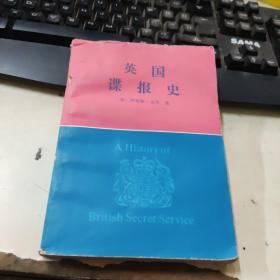 英国
谍报史
A History of
British Secret Service